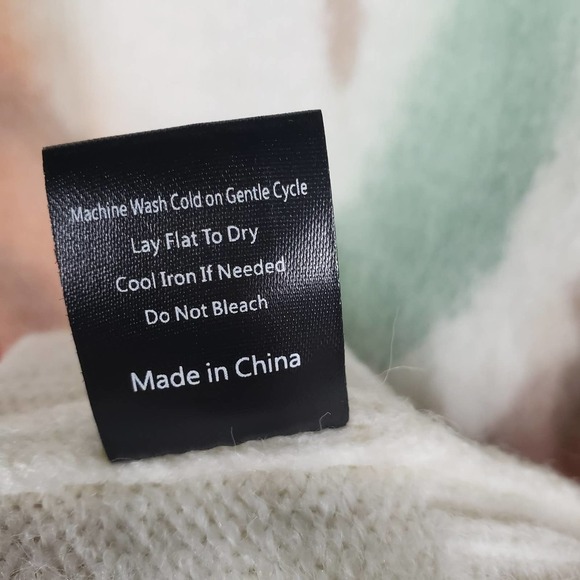 Machine Wash Cold on Gentle Cycle
Lay Flat To Dry
Cool Iron If Needed
Do Not Bleach
Made in China